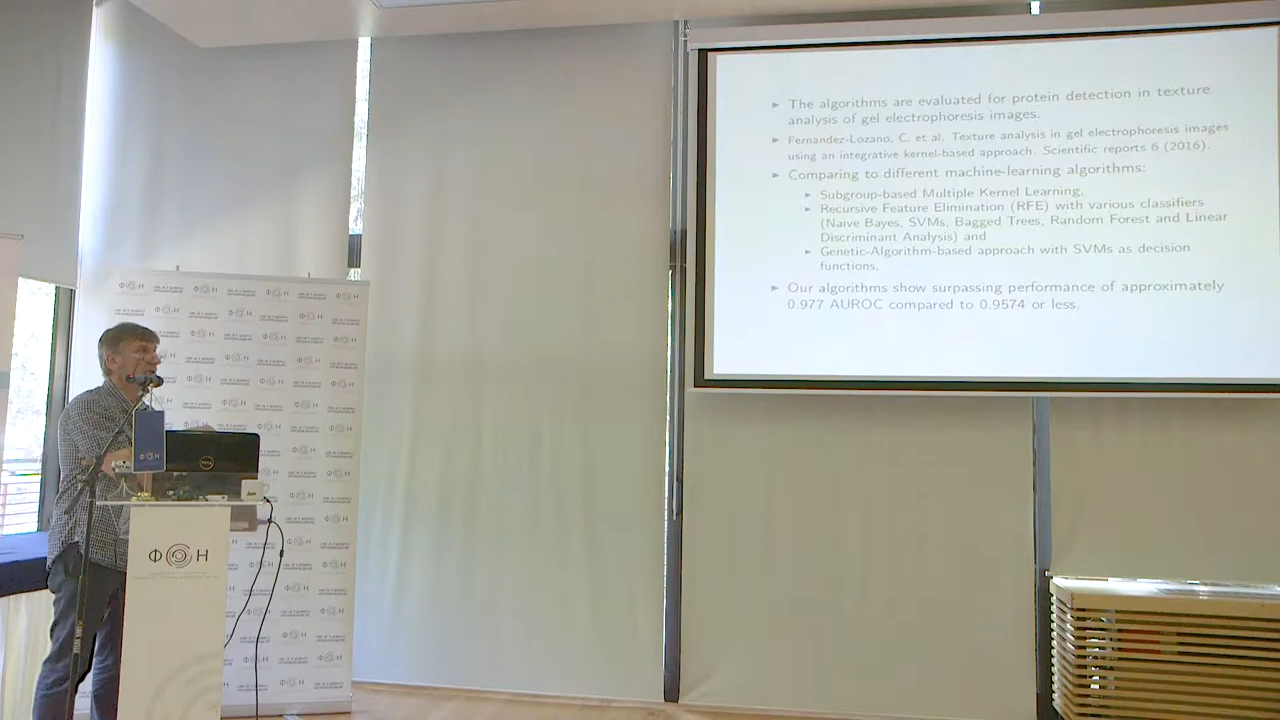 ► The algorithms are evaluated for protein detection in texture
analysis of gel electrophoresis images.
► Fernandez-Lozano, C. et al. Texture analysis in gel electrophoresis images
using an integrative kernel-based approach. Scientific reports 6 (2016).
► Comparing to different machine-learning algorithms:
► Subgroup-based Multiple Kernel Learning,
► Recursive Feature Elimination (RFE) with various classifiers
(Naive Bayes, SVMs, Bagged Trees, Random Forest and Linear
Discriminant Analysis) and
► Genetic-Algorithm-based approach with SVMs as decision
functions,
► Our algorithms show surpassing performance of approximately
0.977 AUROC compared to 0.9574 or less.
DELL
ФОН